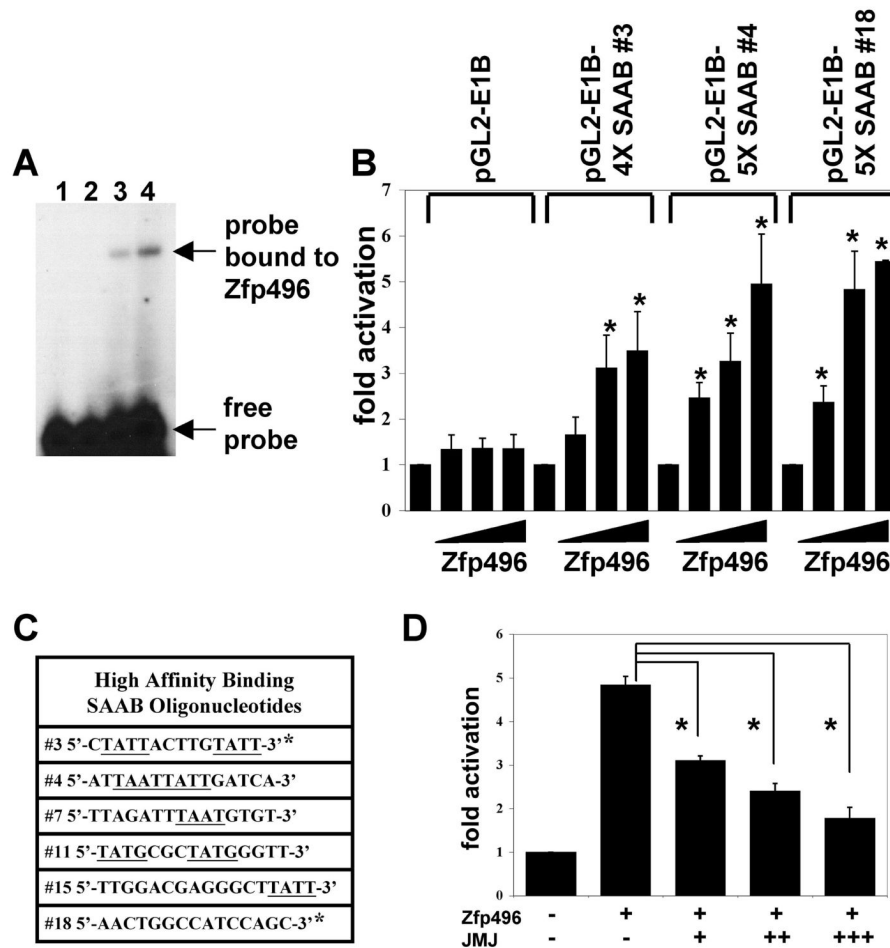 A
1 2 3 4
probe
bound to
Zfp496
free
probe
B
pGL2-E1B
pGL2-E1B-
4X SAAB #3
pGL2-E1B-
5X SAAB #4
pGL2-E1B-
5X SAAB #18
fold activation
7
6
5
4
3
2
1
0
* * * * * * * *
Zfp496 Zfp496 Zfp496 Zfp496
C
High Affinity Binding
SAAB Oligonucleotides
#3 5’-CTATTACTTGTATT-3’*
#4 5’-ATTAATTATTGATCA-3’
#7 5’-TTAGATTTAATGTGT-3’
#11 5’-TATGCGCTATGGGTT-3’
#15 5’-TTGGACGAGGGCTTATT-3’
#18 5’-AACTGGCCATCCAGC-3’*
D
fold activation
6
5
4
3
2
1
0
* * *
Zfp496 - + + + +
JMJ - - + ++ +++